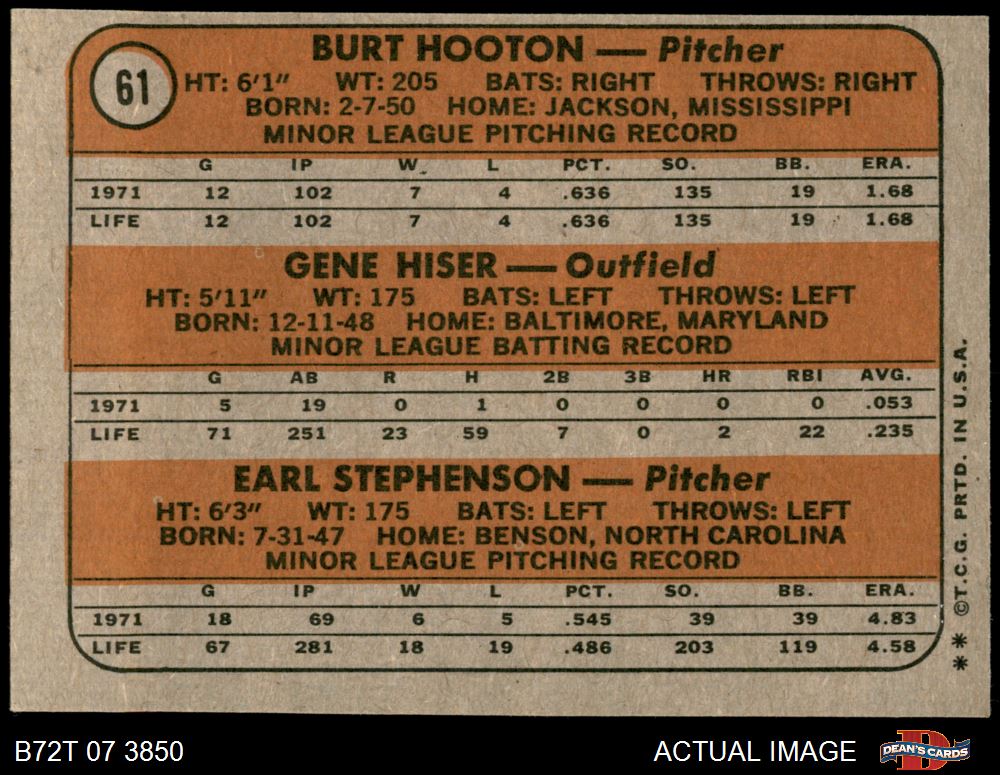 61
BURT HOOTON — Pitcher
HT: 6'1" WT: 205 BATS: RIGHT THROWS: RIGHT
BORN: 2-7-50 HOME: JACKSON, MISSISSIPPI
MINOR LEAGUE PITCHING RECORD
G IP W L PCT. SO. BB. ERA.
1971 12 102 7 4 .636 135 19 1.68
LIFE 12 102 7 4 .636 135 19 1.68
GENE HISER — Outfield
HT: 5'11" WT: 175 BATS: LEFT THROWS: LEFT
BORN: 12-11-48 HOME: BALTIMORE, MARYLAND
MINOR LEAGUE BATTING RECORD
G AB R H 2B 3B HR RBI AVG.
1971 5 19 0 1 0 0 0 0 .053
LIFE 71 251 23 59 7 0 2 22 .235
EARL STEPHENSON — Pitcher
HT: 6'3" WT: 175 BATS: LEFT THROWS: LEFT
BORN: 7-31-47 HOME: BENSON, NORTH CAROLINA
MINOR LEAGUE PITCHING RECORD
G IP W L PCT. SO. BB. ERA.
1971 18 69 6 5 .545 39 39 4.83
LIFE 67 281 18 19 .486 203 119 4.58
** ©T.C.G. PRTD. IN U.S.A.
B72T 07 3850 ACTUAL IMAGE
D
DEAN'S CARDS